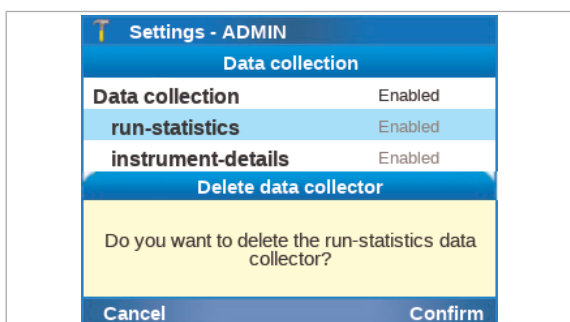 Settings - ADMIN
Data collection
Data collection Enabled
run-statistics Enabled
instrument-details Enabled
Delete data collector
Do you want to delete the run-statistics data
collector?
Cancel Confirm